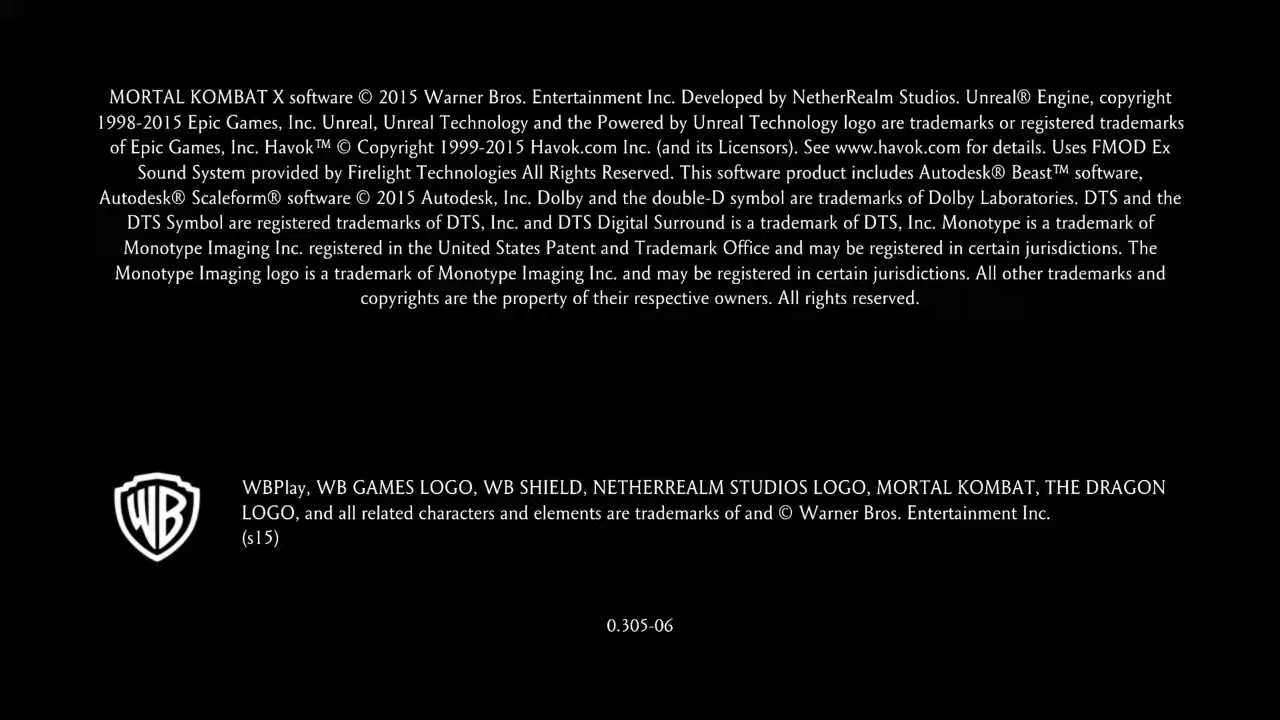 MORTAL KOMBAT X software © 2015 Warner Bros. Entertainment Inc. Developed by NetherRealm Studios. Unreal® Engine, copyright
1998-2015 Epic Games, Inc. Unreal, Unreal Technology and the Powered by Unreal Technology logo are trademarks or registered trademarks
of Epic Games, Inc. Havok™ © Copyright 1999-2015 Havok.com Inc. (and its Licensors). See www.havok.com for details. Uses FMOD Ex
Sound System provided by Firelight Technologies All Rights Reserved. This software product includes Autodesk® Beast™ software,
Autodesk® Scaleform® software © 2015 Autodesk, Inc. Dolby and the double-D symbol are trademarks of Dolby Laboratories. DTS and the
DTS Symbol are registered trademarks of DTS, Inc. and DTS Digital Surround is a trademark of DTS, Inc. Monotype is a trademark of
Monotype Imaging Inc. registered in the United States Patent and Trademark Office and may be registered in certain jurisdictions. The
Monotype Imaging logo is a trademark of Monotype Imaging Inc. and may be registered in certain jurisdictions. All other trademarks and
copyrights are the property of their respective owners. All rights reserved.
WB
WBPlay, WB GAMES LOGO, WB SHIELD, NETHERREALM STUDIOS LOGO, MORTAL KOMBAT, THE DRAGON
LOGO, and all related characters and elements are trademarks of and © Warner Bros. Entertainment Inc.
(s15)
0.305-06